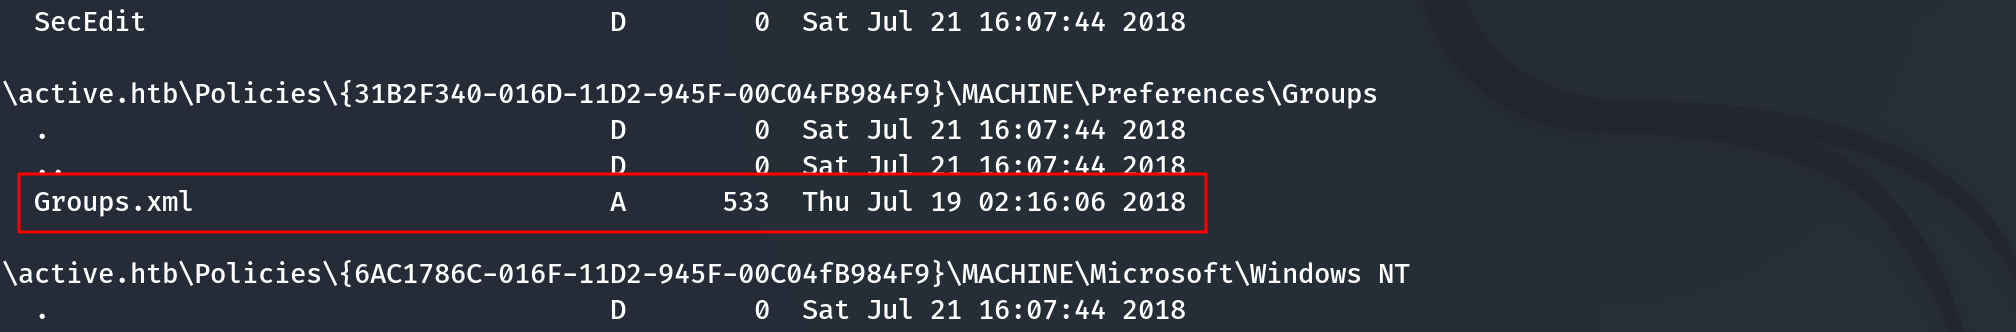 SecEdit D 0 Sat Jul 21 16:07:44 2018
\active.htb\Policies\{31B2F340-016D-11D2-945F-00C04FB984F9}\MACHINE\Preferences\Groups
. D 0 Sat Jul 21 16:07:44 2018
.. D 0 Sat Jul 21 16:07:44 2018
Groups.xml A 533 Thu Jul 19 02:16:06 2018
\active.htb\Policies\{6AC1786C-016F-11D2-945F-00C04fB984F9}\MACHINE\Microsoft\Windows NT
. D 0 Sat Jul 21 16:07:44 2018